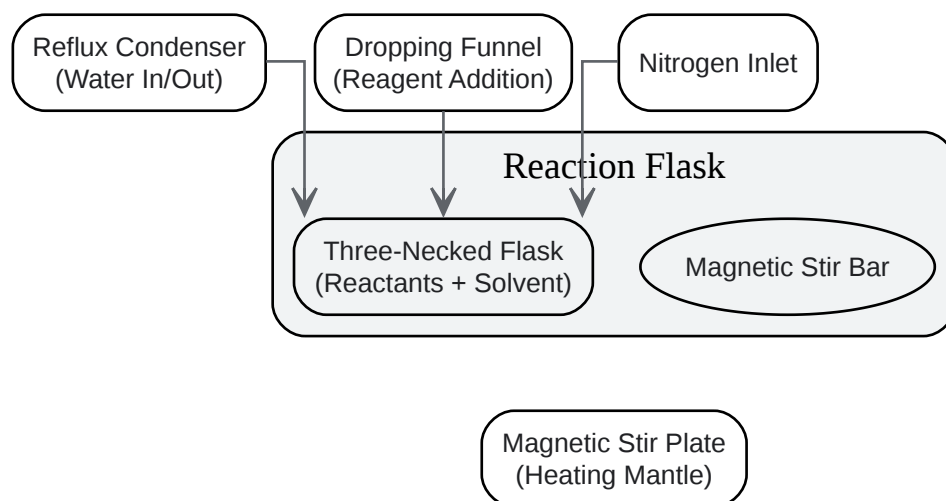 Reflux Condenser
(Water In/Out)
Dropping Funnel
(Reagent Addition)
Nitrogen Inlet
Reaction Flask
Three-Necked Flask
(Reactants + Solvent)
Magnetic Stir Bar
Magnetic Stir Plate
(Heating Mantle)